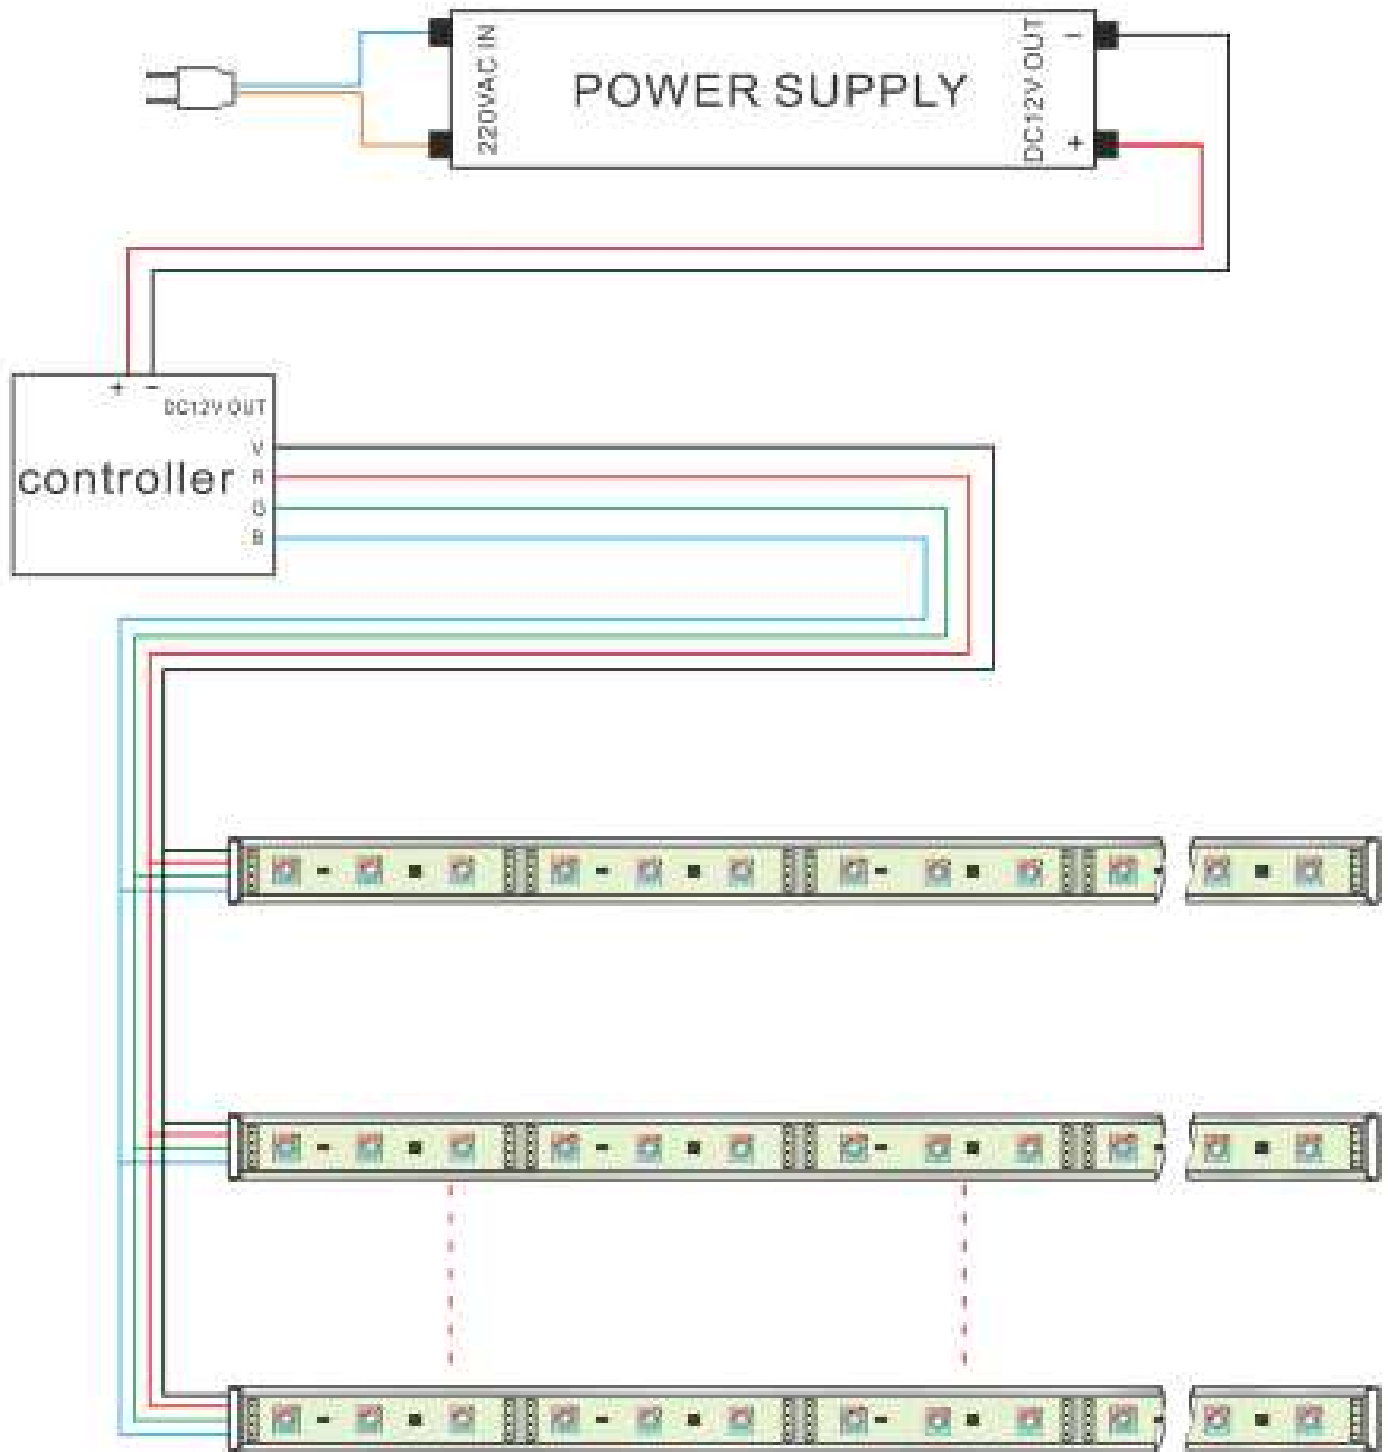 220VAC IN
POWER SUPPLY
DC12V OUT
−
+
+ −
DC12V OUT
V
controller
R
G
B